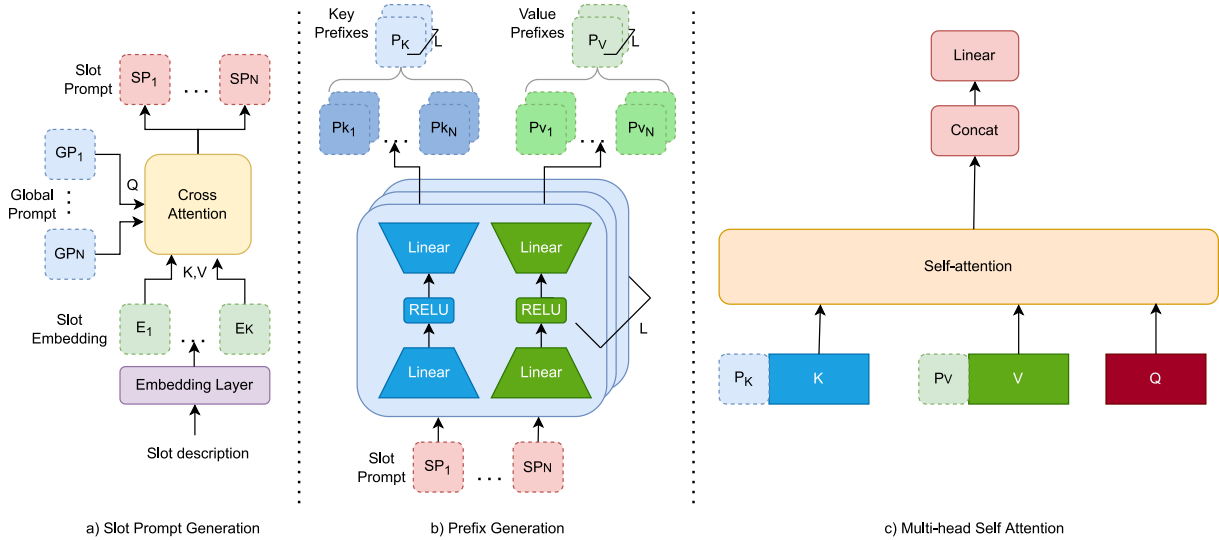 Slot
Prompt
SP1
...
SPN
GP1
Global
Prompt
GPN
Q
Cross
Attention
K,V
Slot
Embedding
E1
...
EK
Embedding Layer
Slot description
a) Slot Prompt Generation
Key
Prefixes
PK
L
Value
Prefixes
PV
L
Pk1
...
PkN
Pv1
...
PvN
Linear
Linear
RELU
RELU
Linear
Linear
L
Slot
Prompt
SP1
...
SPN
b) Prefix Generation
Linear
Concat
Self-attention
PK
K
PV
V
Q
c) Multi-head Self Attention